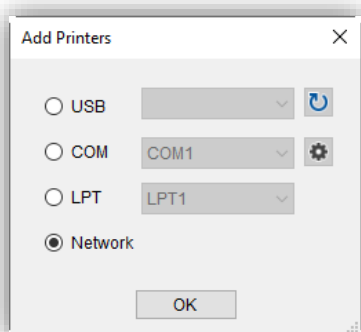 Add Printers
USB
COM COM1
LPT LPT1
Network
OK